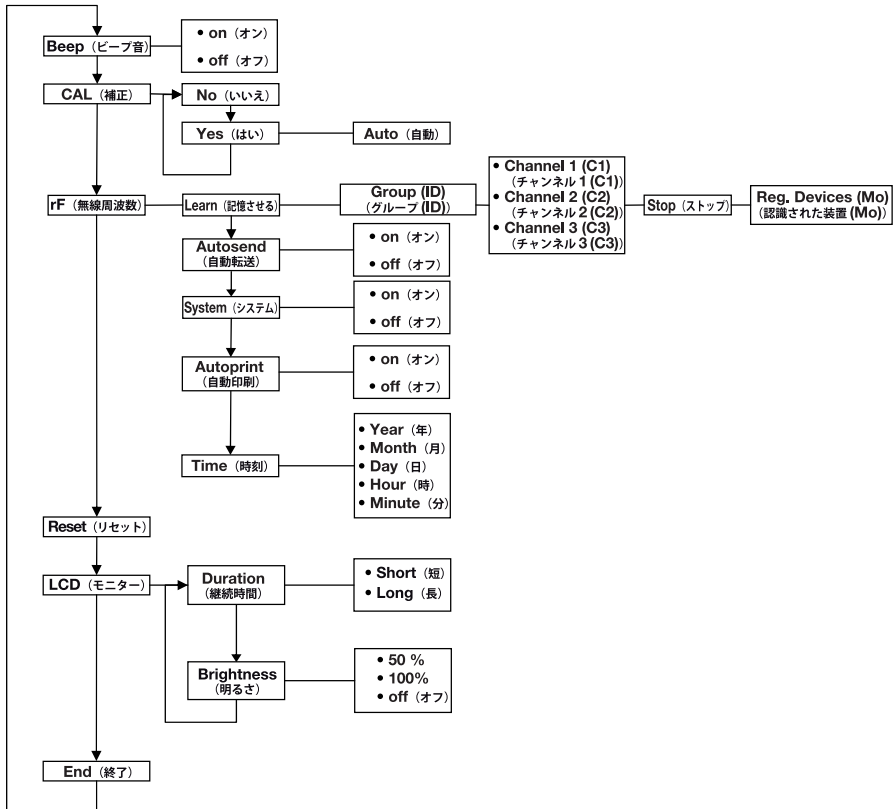 Beep（ビープ音）
• on（オン）
• off（オフ）
CAL（補正）
No（いいえ）
Yes（はい）
Auto（自動）
rF（無線周波数）
Learn（記憶させる）
Group (ID)
（グループ (ID)）
• Channel 1 (C1)
（チャンネル 1 (C1)）
• Channel 2 (C2)
（チャンネル 2 (C2)）
• Channel 3 (C3)
（チャンネル 3 (C3)）
Stop（ストップ）
Reg. Devices (Mo)
（認識された装置 (Mo)）
Autosend
（自動転送）
• on（オン）
• off（オフ）
System（システム）
• on（オン）
• off（オフ）
Autoprint
（自動印刷）
• on（オン）
• off（オフ）
Time（時刻）
• Year（年）
• Month（月）
• Day（日）
• Hour（時）
• Minute（分）
Reset（リセット）
LCD（モニター）
Duration
（継続時間）
• Short（短）
• Long（長）
Brightness
（明るさ）
• 50 %
• 100%
• off（オフ）
End（終了）